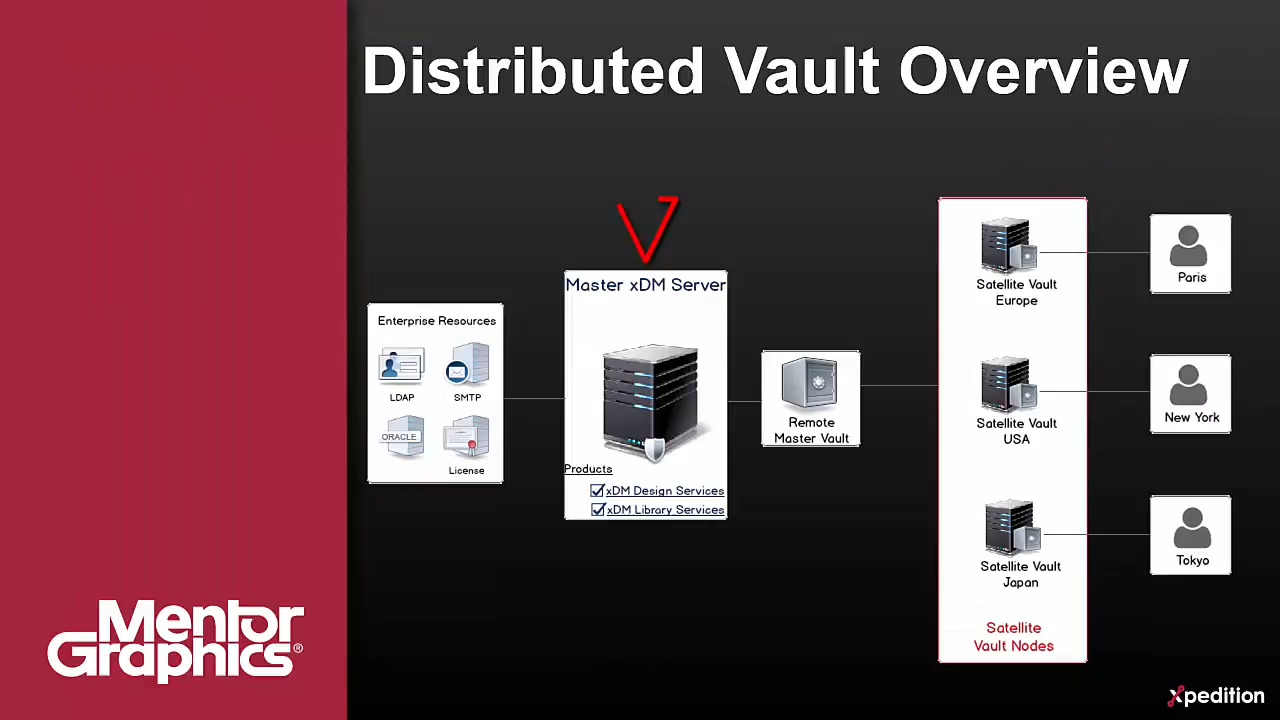 Distributed Vault Overview
Enterprise Resources
LDAP
SMTP
ORACLE
License
Master xDM Server
Products
xDM Design Services
xDM Library Services
Remote
Master Vault
Satellite Vault
Europe
Satellite Vault
USA
Satellite Vault
Japan
Satellite
Vault Nodes
Paris
New York
Tokyo
Mentor
Graphics®
Xpedition